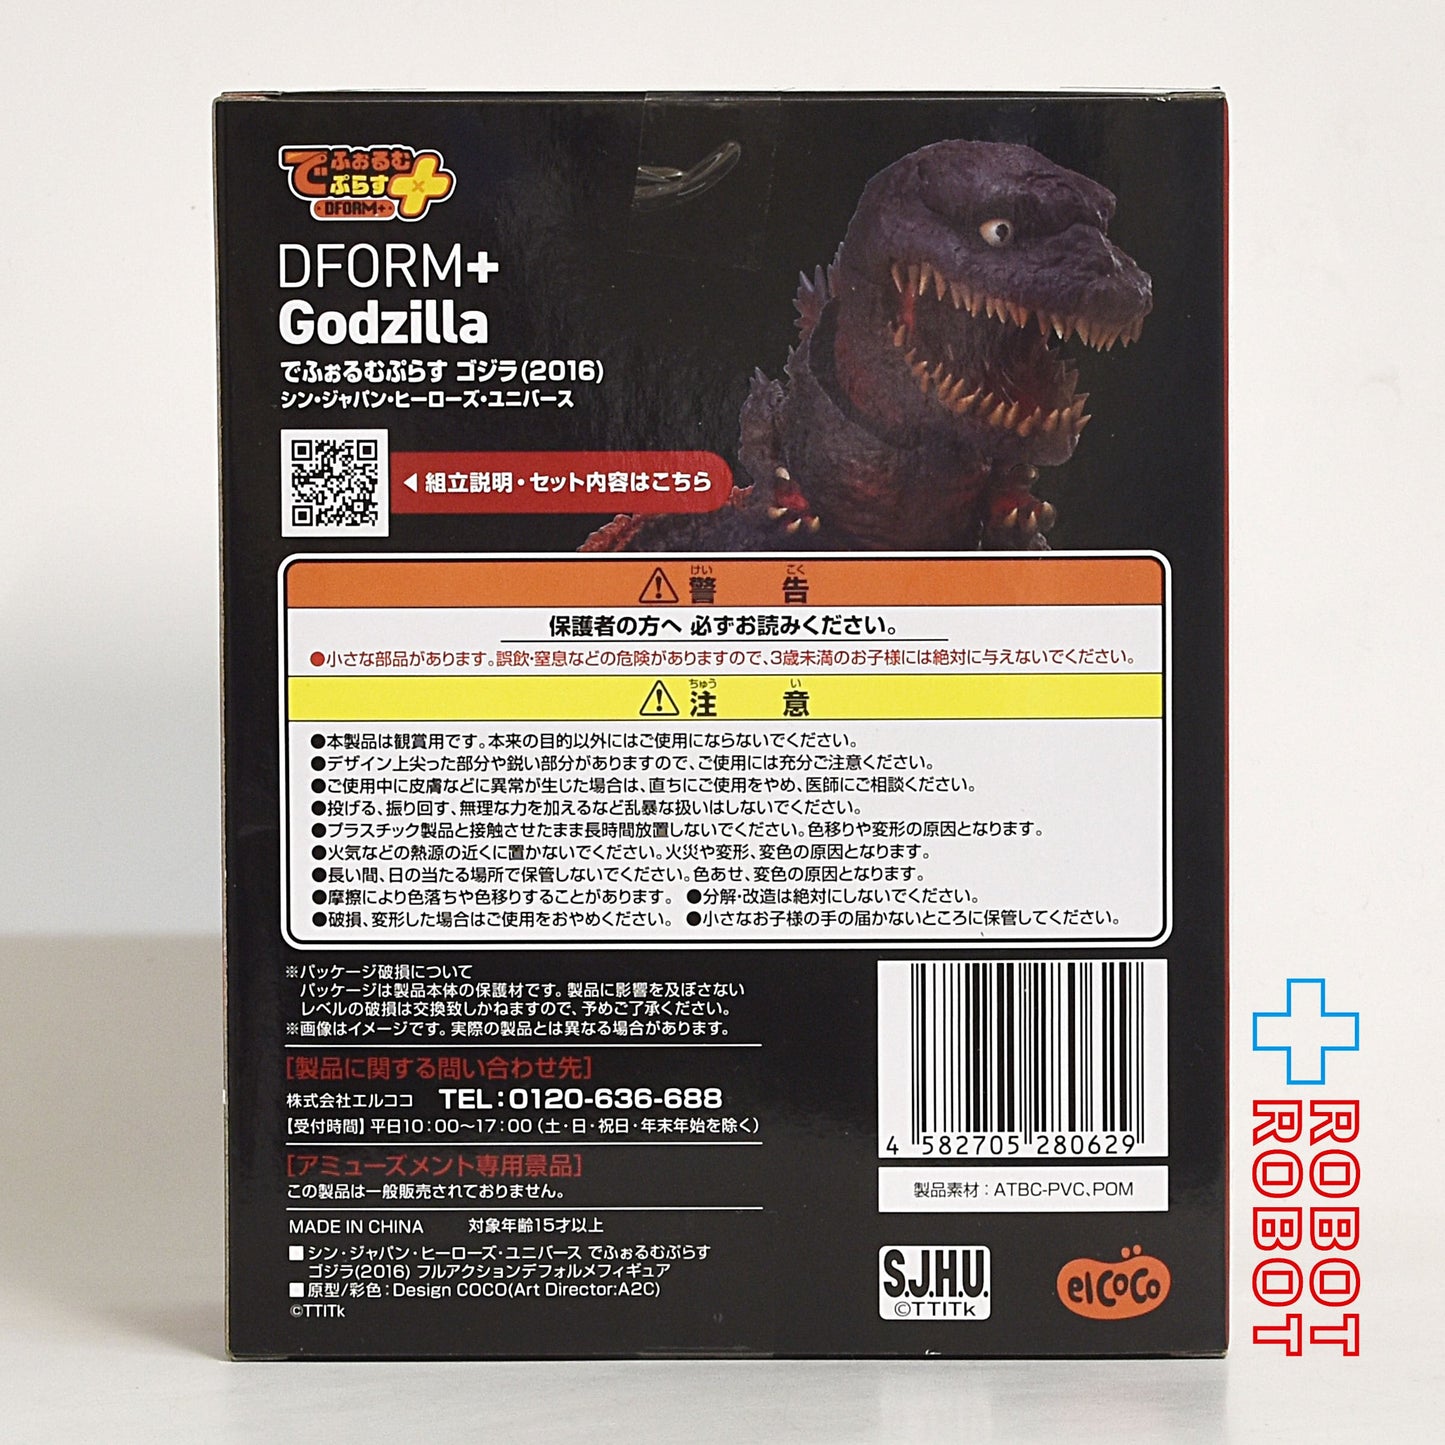 でふぉるむ
ぷらす
DFORM+
DFORM+
Godzilla
でふぉるむぷらす ゴジラ(2016)
シン・ジャパン・ヒーローズ・ユニバース
◀組立説明・セット内容はこちら
けい こく
警 告
保護者の方へ 必ずお読みください。
●小さな部品があります。誤飲・窒息などの危険がありますので、3歳未満のお子様には絶対に与えないでください。
ちゅう い
注 意
●本製品は観賞用です。本来の目的以外にはご使用にならないでください。
●デザイン上尖った部分や鋭い部分がありますので、ご使用には充分ご注意ください。
●ご使用中に皮膚などに異常が生じた場合は、直ちにご使用をやめ、医師にご相談ください。
●投げる、振り回す、無理な力を加えるなど乱暴な扱いはしないでください。
●プラスチック製品と接触させたまま長時間放置しないでください。色移りや変形の原因となります。
●火気などの熱源の近くに置かないでください。火災や変形、変色の原因となります。
●長い間、日の当たる場所で保管しないでください。色あせ、変色の原因となります。
●摩擦により色落ちや色移りすることがあります。 ●分解・改造は絶対にしないでください。
●破損、変形した場合はご使用をおやめください。 ●小さなお子様の手の届かないところに保管してください。
※パッケージ破損について
パッケージは製品本体の保護材です。製品に影響を及ぼさない
レベルの破損は交換致しかねますので、予めご了承ください。
※画像はイメージです。実際の製品とは異なる場合があります。
[製品に関する問い合わせ先]
株式会社エルココ TEL:0120-636-688
【受付時間】平日10:00〜17:00(土・日・祝日・年末年始を除く)
[アミューズメント専用景品]
この製品は一般販売されておりません。
MADE IN CHINA 対象年齢15才以上
■シン・ジャパン・ヒーローズ・ユニバース でふぉるむぷらす
ゴジラ(2016) フルアクションデフォルメフィギュア
■原型/彩色:Design COCO(Art Director:A2C)
©TTITk
4 582705 280629
製品素材:ATBC-PVC、POM
S.J.H.U.
©TTITk
elCoCo
ROBOT
ROBOT